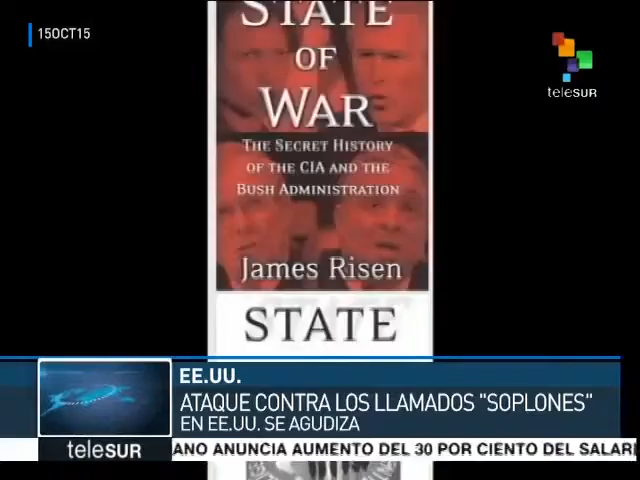 15OCT15
STATE
OF
WAR
THE SECRET HISTORY
OF THE CIA AND THE
BUSH ADMINISTRATION
James Risen
STATE
teleSUR
EE.UU.
ATAQUE CONTRA LOS LLAMADOS "SOPLONES"
EN EE.UU. SE AGUDIZA
teleSUR
ANO ANUNCIA AUMENTO DEL 30 POR CIENTO DEL SALARI